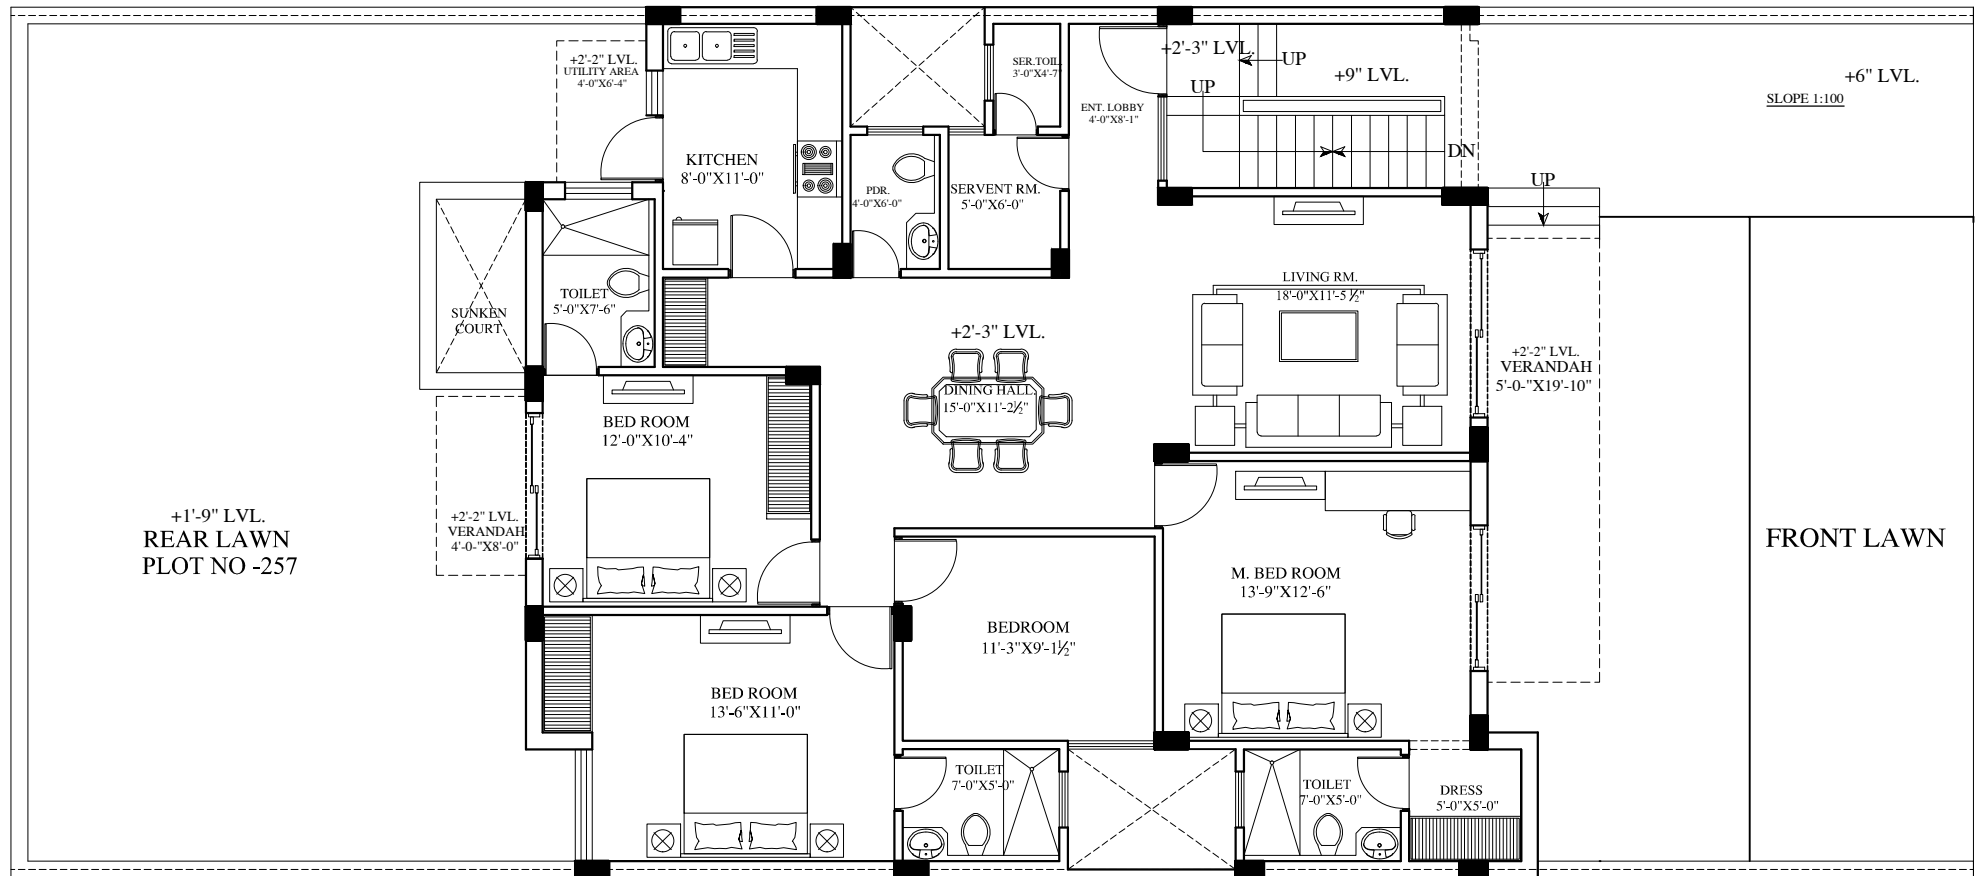 +2'-2" LVL.
UTILITY AREA
4'-0"X6'-4"
KITCHEN
8'-0"X11'-0"
SER.TOIL.
3'-0"X4'-7"
ENT. LOBBY
4'-0"X8'-1"
+2'-3" LVL.
UP
UP
+9" LVL.
DN
+6" LVL.
SLOPE 1:100
UP
PDR.
4'-0"X6'-0"
SERVENT RM.
5'-0"X6'-0"
SUNKEN
COURT
TOILET
5'-0"X7'-6"
LIVING RM.
18'-0"X11'-5½"
+2'-3" LVL.
DINING HALL
15'-0"X11'-2½"
+2'-2" LVL.
VERANDAH
5'-0-"X19'-10"
BED ROOM
12'-0"X10'-4"
+1'-9" LVL.
REAR LAWN
PLOT NO -257
+2'-2" LVL.
VERANDAH
4'-0-"X8'-0"
FRONT LAWN
M. BED ROOM
13'-9"X12'-6"
BEDROOM
11'-3"X9'-1½"
BED ROOM
13'-6"X11'-0"
TOILET
7'-0"X5'-0"
TOILET
7'-0"X5'-0"
DRESS
5'-0"X5'-0"